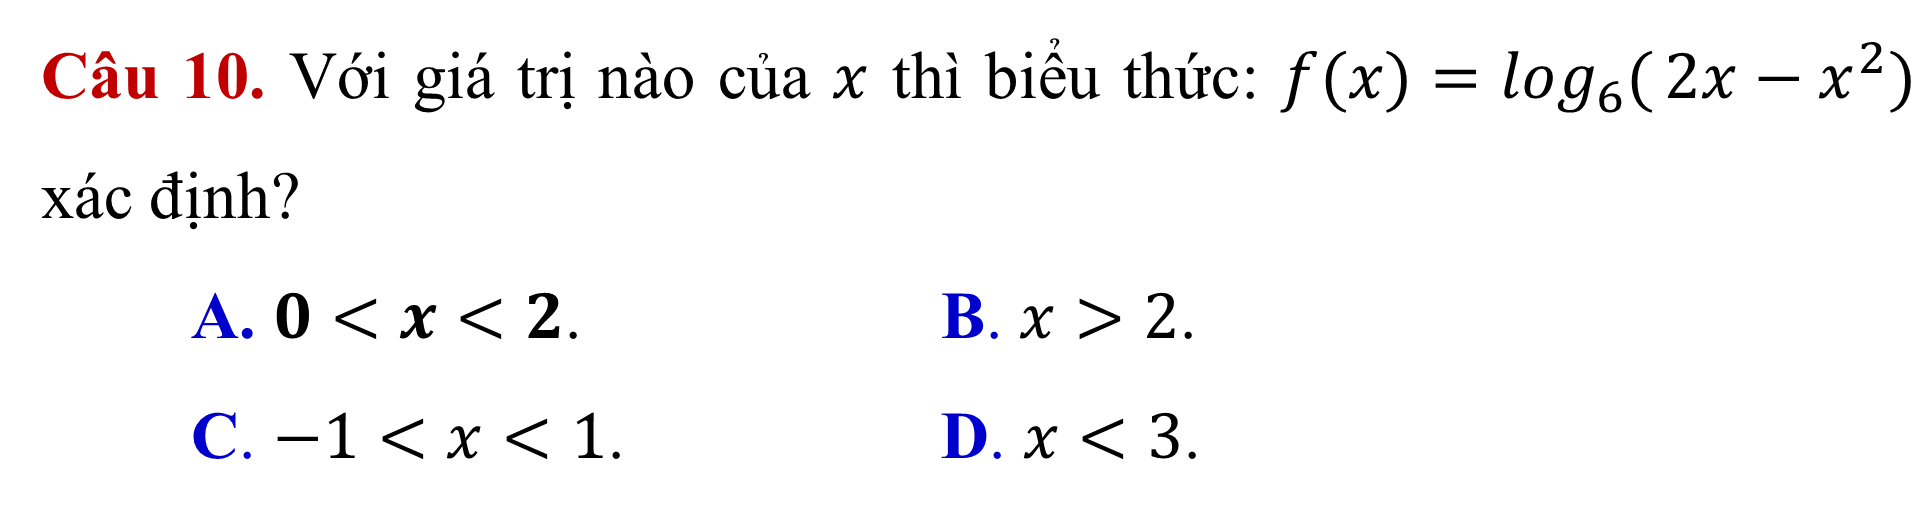 Câu 10. Với giá trị nào của x thì biểu thức: f(x) = log₆( 2x − x²)
xác định?
A. 0 < x < 2. B. x > 2.
C. −1 < x < 1. D. x < 3.